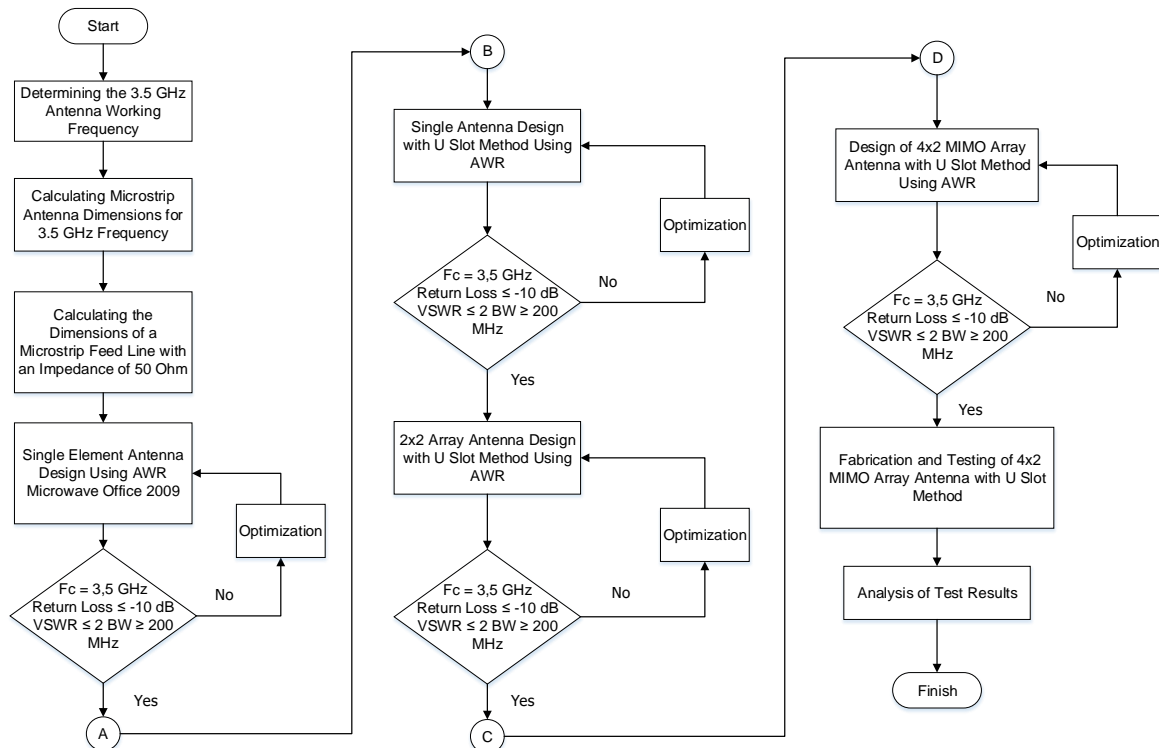 Start
Determining the 3.5 GHz
Antenna Working
Frequency
Calculating Microstrip
Antenna Dimensions for
3.5 GHz Frequency
Calculating the
Dimensions of a
Microstrip Feed Line with
an Impedance of 50 Ohm
Single Element Antenna
Design Using AWR
Microwave Office 2009
Optimization
Fc = 3,5 GHz
Return Loss ≤ -10 dB
VSWR ≤ 2 BW ≥ 200
MHz
No
Yes
A
B
Single Antenna Design
with U Slot Method Using
AWR
Optimization
Fc = 3,5 GHz
Return Loss ≤ -10 dB
VSWR ≤ 2 BW ≥ 200
MHz
No
Yes
2x2 Array Antenna Design
with U Slot Method Using
AWR
Optimization
Fc = 3,5 GHz
Return Loss ≤ -10 dB
VSWR ≤ 2 BW ≥ 200
MHz
No
Yes
C
D
Design of 4x2 MIMO Array
Antenna with U Slot Method
Using AWR
Optimization
Fc = 3,5 GHz
Return Loss ≤ -10 dB
VSWR ≤ 2 BW ≥ 200
MHz
No
Yes
Fabrication and Testing of 4x2
MIMO Array Antenna with U Slot
Method
Analysis of Test Results
Finish